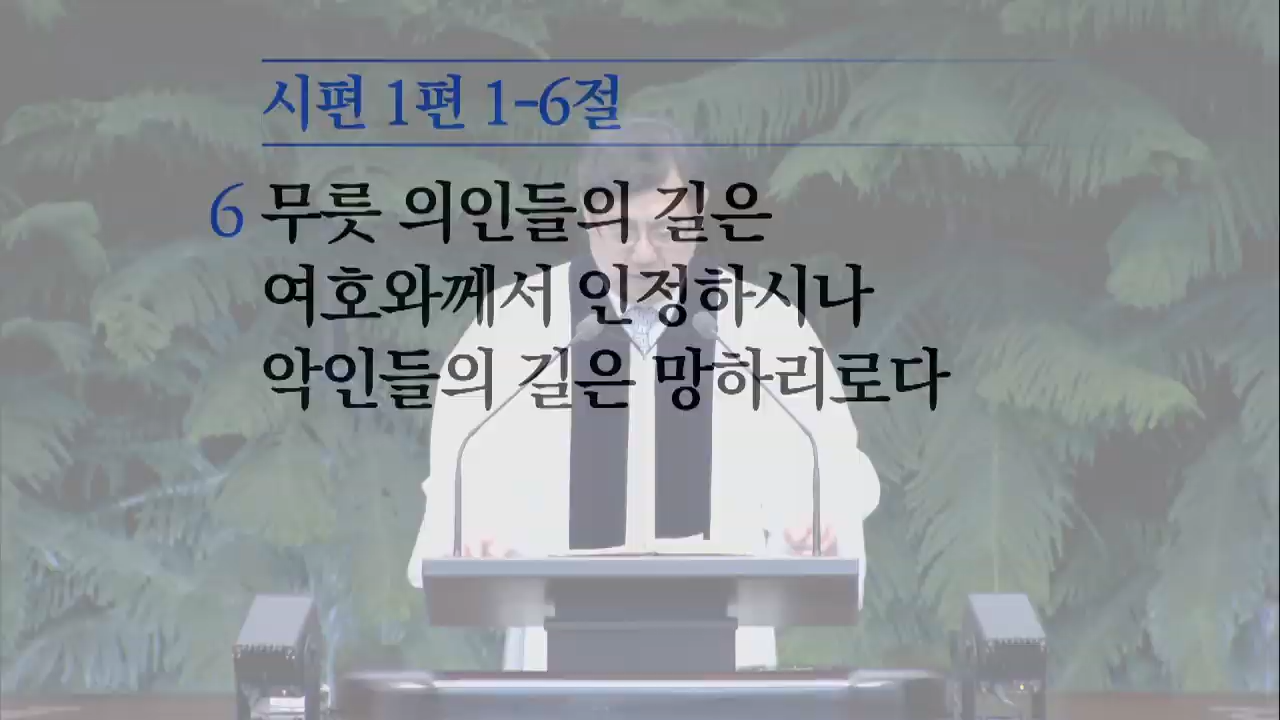 시편 1편 1-6절
6 무릇 의인들의 길은
여호와께서 인정하시나
악인들의 길은 망하리로다